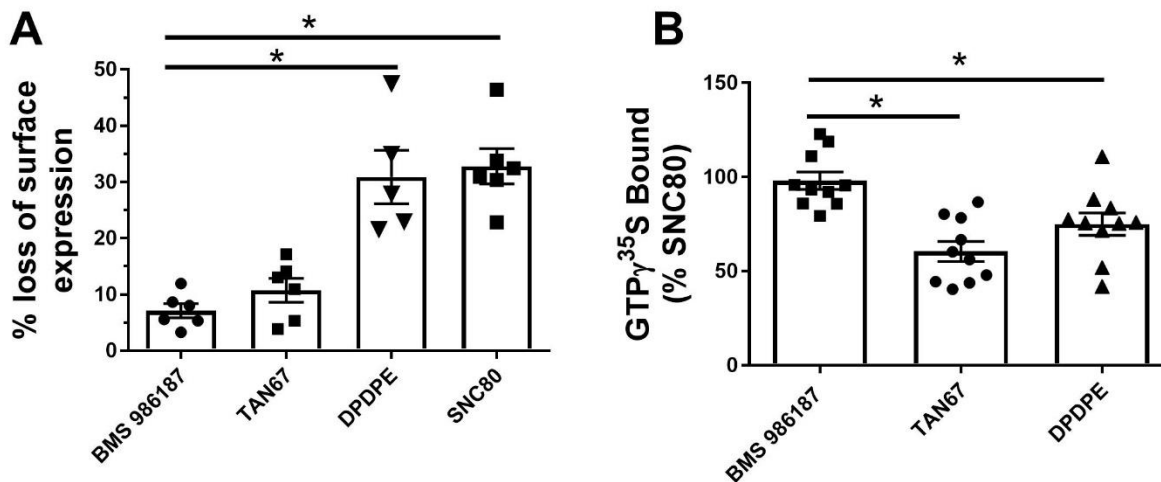 A
*
*
% loss of surface
expression
50
40
30
20
10
0
BMS 986187
TAN67
DPDPE
SNC80
B
*
*
GTPγ³⁵S Bound
(% SNC80)
150
100
50
0
BMS 986187
TAN67
DPDPE